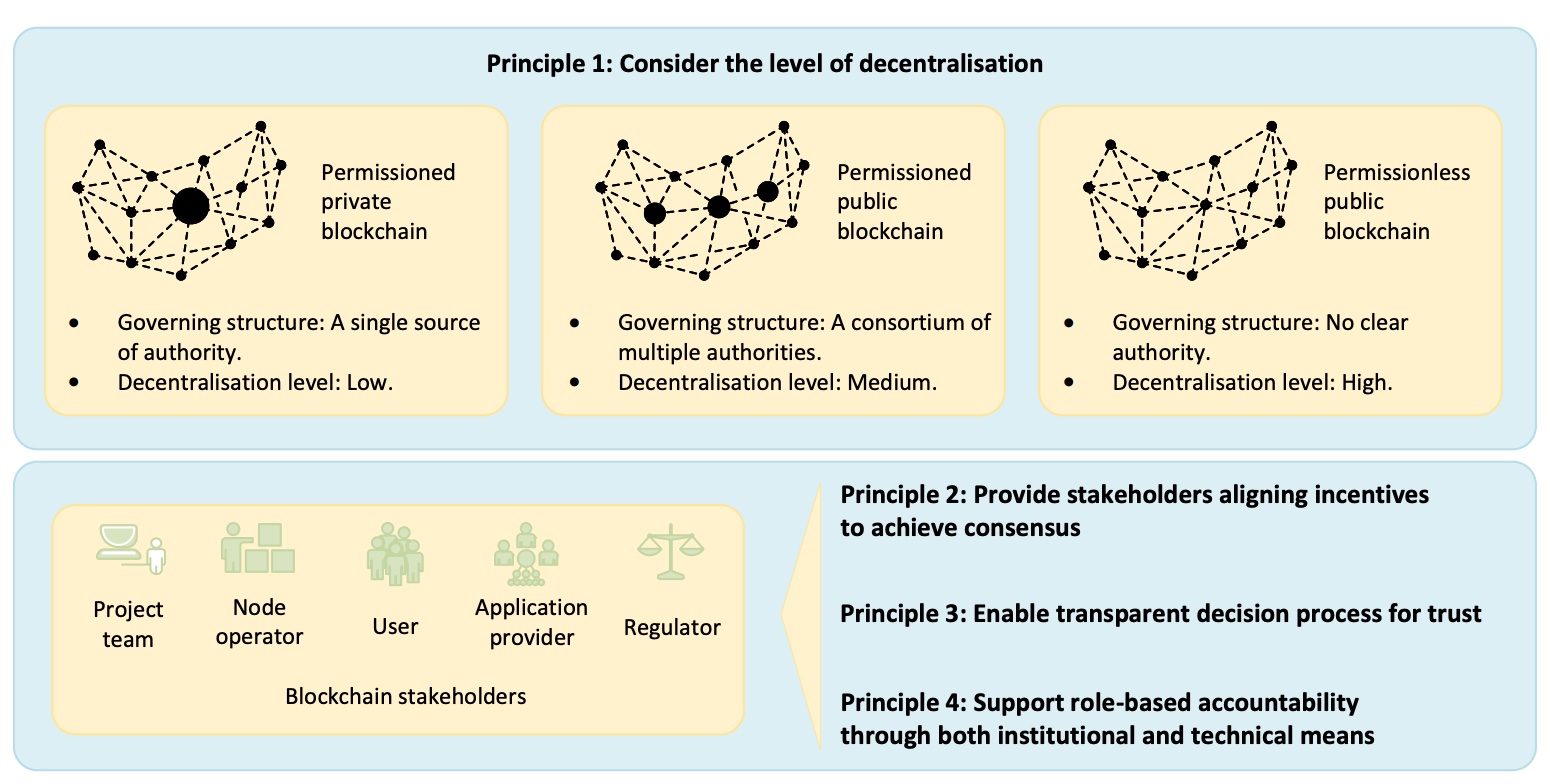 Principle 1: Consider the level of decentralisation
Permissioned
private
blockchain
● Governing structure: A single source
of authority.
● Decentralisation level: Low.
Permissioned
public
blockchain
● Governing structure: A consortium of
multiple authorities.
● Decentralisation level: Medium.
Permissionless
public
blockchain
● Governing structure: No clear
authority.
● Decentralisation level: High.
Project
team
Node
operator
User
Application
provider
Regulator
Blockchain stakeholders
Principle 2: Provide stakeholders aligning incentives
to achieve consensus
Principle 3: Enable transparent decision process for trust
Principle 4: Support role-based accountability
through both institutional and technical means